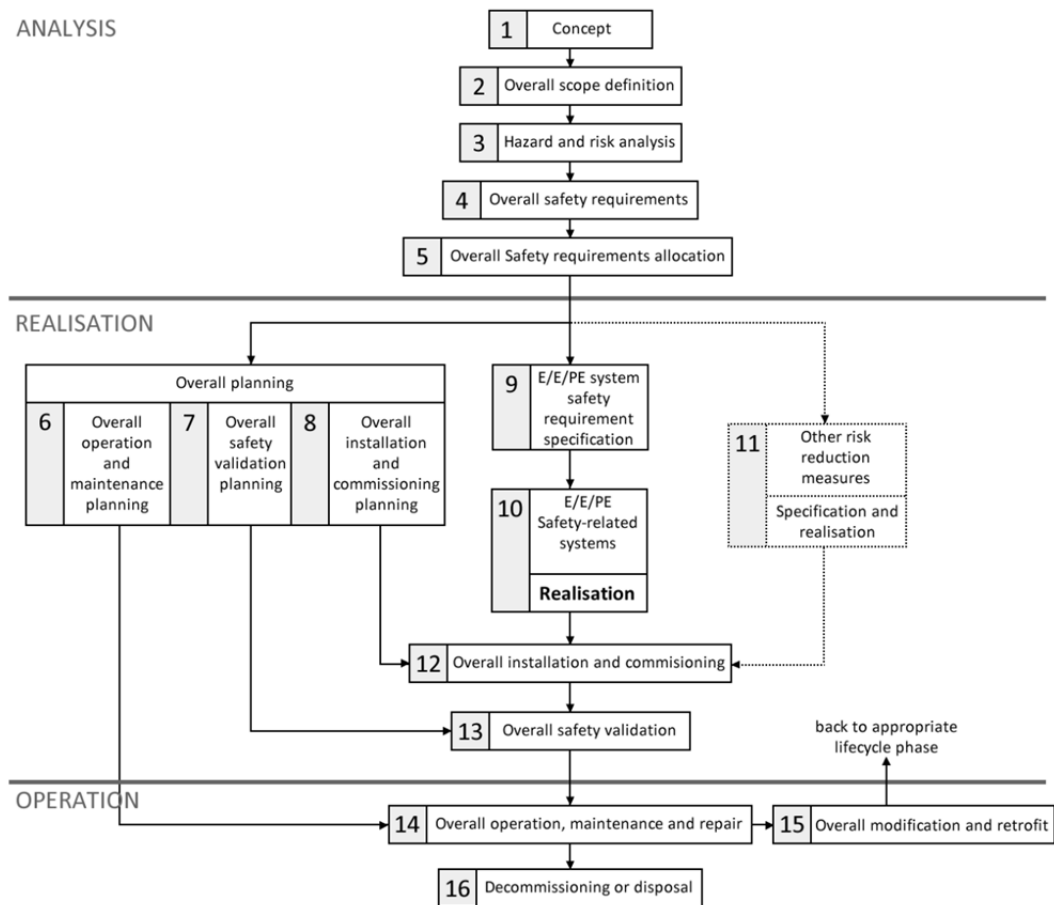 ANALYSIS
1
Concept
2
Overall scope definition
3
Hazard and risk analysis
4
Overall safety requirements
5
Overall Safety requirements allocation
REALISATION
Overall planning
6
Overall
operation
and
maintenance
planning
7
Overall
safety
validation
planning
8
Overall
installation
and
commissioning
planning
9
E/E/PE system
safety
requirement
specification
10
E/E/PE
Safety-related
systems
Realisation
11
Other risk
reduction
measures
Specification and
realisation
12
Overall installation and commisioning
13
Overall safety validation
back to appropriate
lifecycle phase
OPERATION
14
Overall operation, maintenance and repair
15
Overall modification and retrofit
16
Decommissioning or disposal